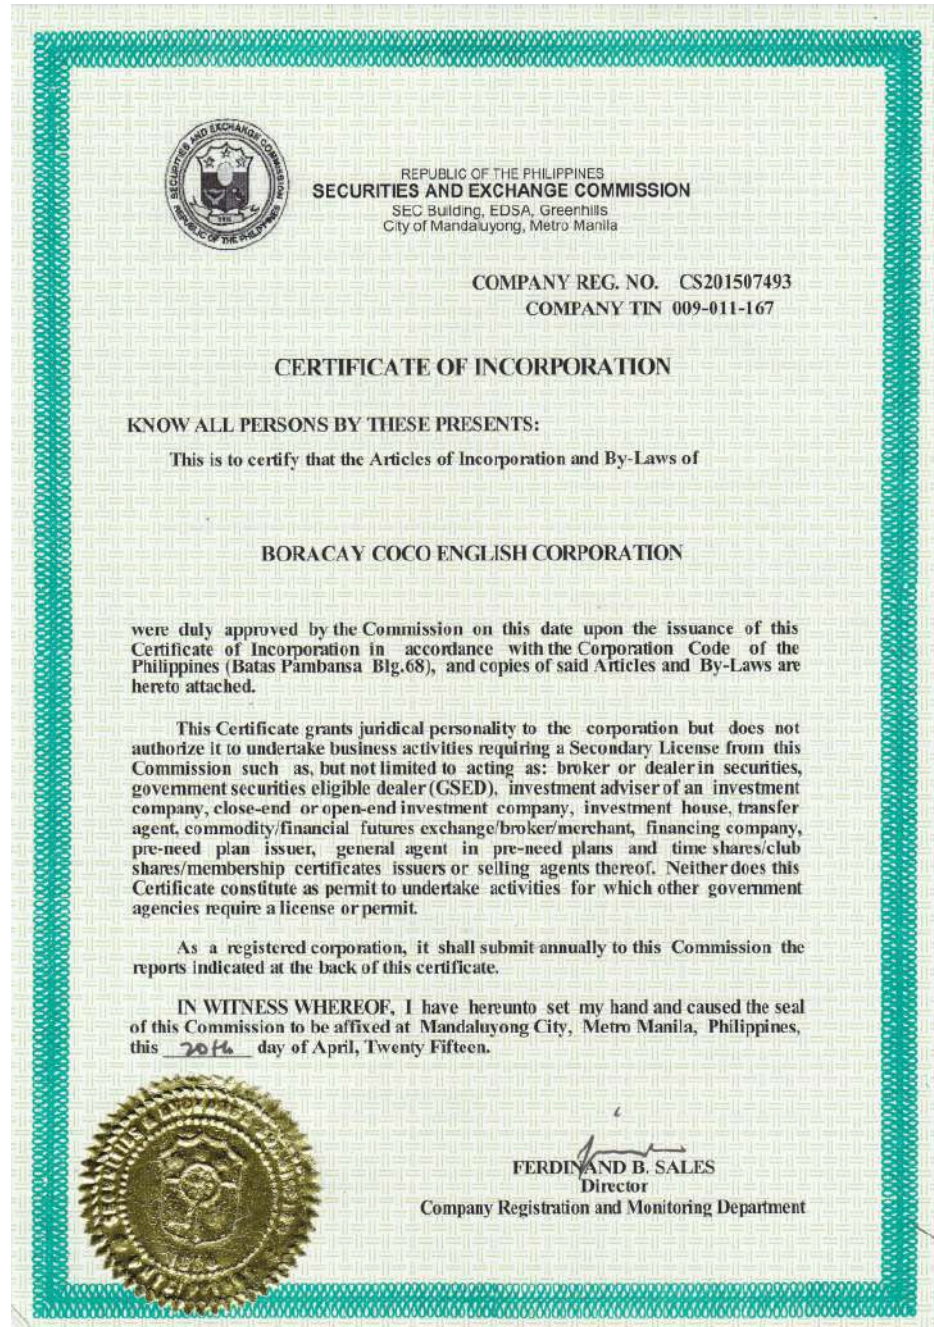 SECURITIES AND EXCHANGE COMMISSION
REPUBLIC OF THE PHILIPPINES
REPUBLIC OF THE PHILIPPINES
SECURITIES AND EXCHANGE COMMISSION
SEC Building, EDSA, Greenhills
City of Mandaluyong, Metro Manila
COMPANY REG. NO. CS201507493
COMPANY TIN 009-011-167
CERTIFICATE OF INCORPORATION
KNOW ALL PERSONS BY THESE PRESENTS:
This is to certify that the Articles of Incorporation and By-Laws of
BORACAY COCO ENGLISH CORPORATION
were duly approved by the Commission on this date upon the issuance of this
Certificate of Incorporation in accordance with the Corporation Code of the
Philippines (Batas Pambansa Blg.68), and copies of said Articles and By-Laws are
hereto attached.
This Certificate grants juridical personality to the corporation but does not
authorize it to undertake business activities requiring a Secondary License from this
Commission such as, but not limited to acting as: broker or dealer in securities,
government securities eligible dealer (GSED), investment adviser of an investment
company, close-end or open-end investment company, investment house, transfer
agent, commodity/financial futures exchange/broker/merchant, financing company,
pre-need plan issuer, general agent in pre-need plans and time shares/club
shares/membership certificates issuers or selling agents thereof. Neither does this
Certificate constitute as permit to undertake activities for which other government
agencies require a license or permit.
As a registered corporation, it shall submit annually to this Commission the
reports indicated at the back of this certificate.
IN WITNESS WHEREOF, I have hereunto set my hand and caused the seal
of this Commission to be affixed at Mandaluyong City, Metro Manila, Philippines,
this 20th day of April, Twenty Fifteen.
FERDINAND B. SALES
Director
Company Registration and Monitoring Department